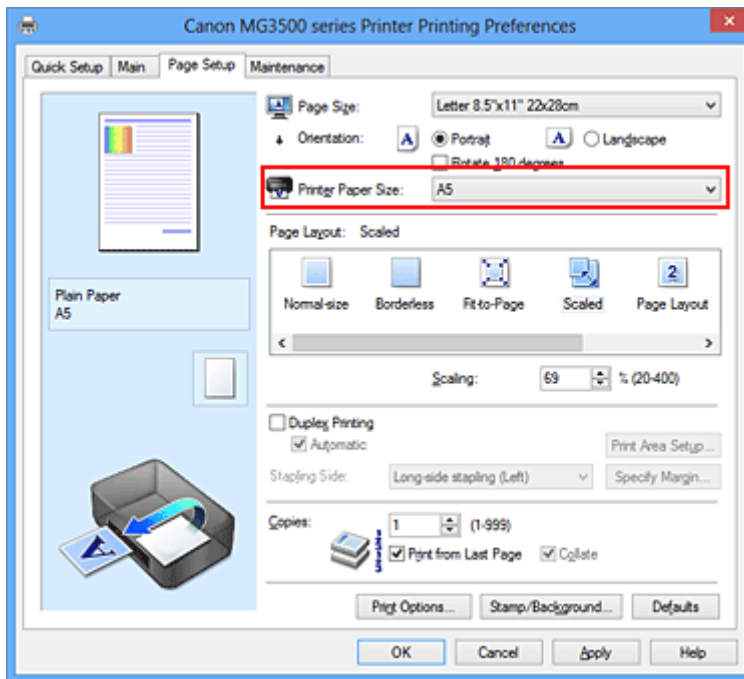 Canon MG3500 series Printer Printing Preferences
Quick Setup Main Page Setup Maintenance
Page Size: Letter 8.5"x11" 22x28cm
Orientation: A Portrait A Landscape
Rotate 180 degrees
Printer Paper Size: A5
Page Layout: Scaled
2
Normal-size Borderless Fit-to-Page Scaled Page Layout
Plain Paper
A5
Scaling: 69 % (20-400)
Duplex Printing
Automatic Print Area Setup...
Stapling Side: Long-side stapling (Left) Specify Margin...
Copies: 1 (1-999)
Print from Last Page Collate
A
Print Options... Stamp/Background... Defaults
OK Cancel Apply Help